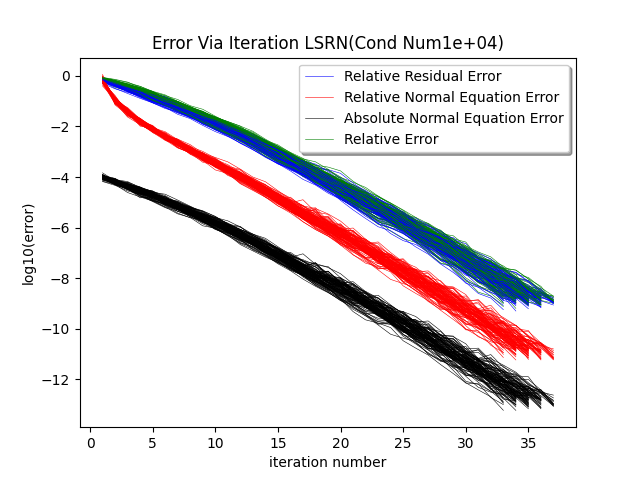 Error Via Iteration LSRN(Cond Num1e+04)
Relative Residual Error
Relative Normal Equation Error
Absolute Normal Equation Error
Relative Error
log10(error)
0
−2
−4
−6
−8
−10
−12
0 5 10 15 20 25 30 35
iteration number